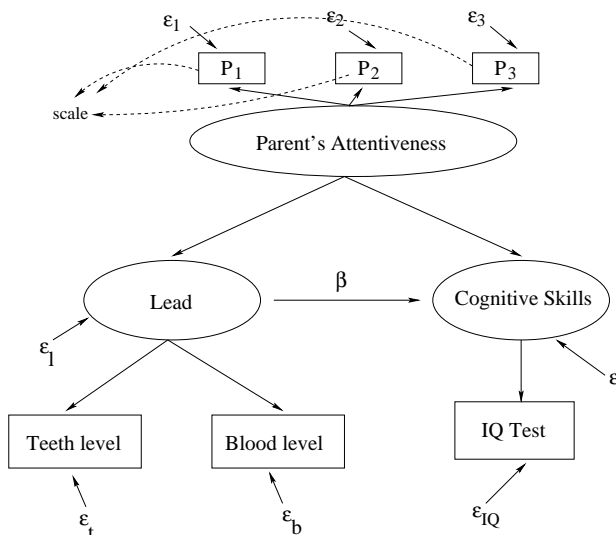 ε1 ε2 ε3
P1 P2 P3
scale
Parent's Attentiveness
β
Lead Cognitive Skills
εl
ε
Teeth level Blood level IQ Test
εt εb εIQ